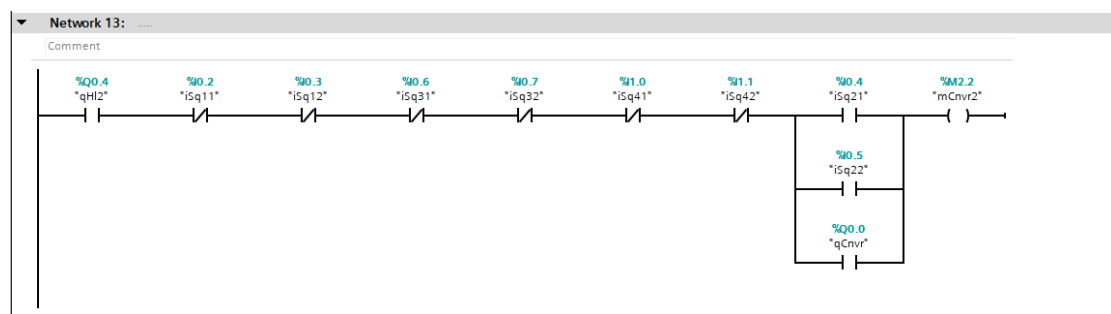 Network 13: .....
Comment
%Q0.4 %I0.2 %I0.3 %I0.6 %I0.7 %I1.0 %I1.1 %I0.4 %M2.2
"qHl2" "iSq11" "iSq12" "iSq31" "iSq32" "iSq41" "iSq42" "iSq21" "mCnvr2"
%I0.5
"iSq22"
%Q0.0
"qCnvr"